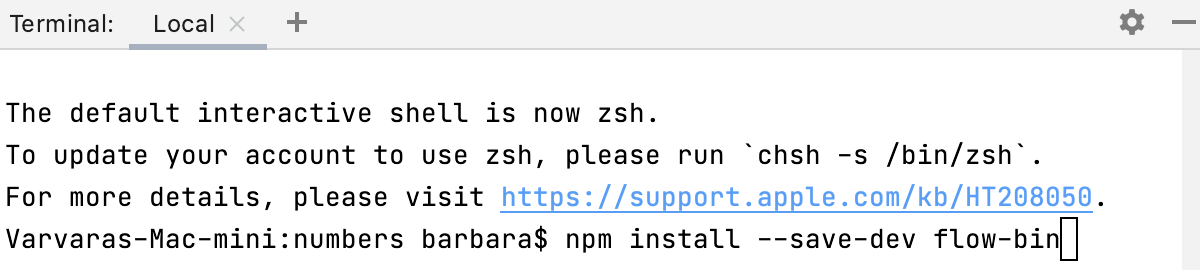 Terminal: Local
The default interactive shell is now zsh.
To update your account to use zsh, please run `chsh -s /bin/zsh`.
For more details, please visit https://support.apple.com/kb/HT208050.
Varvaras-Mac-mini:numbers barbara$ npm install --save-dev flow-bin